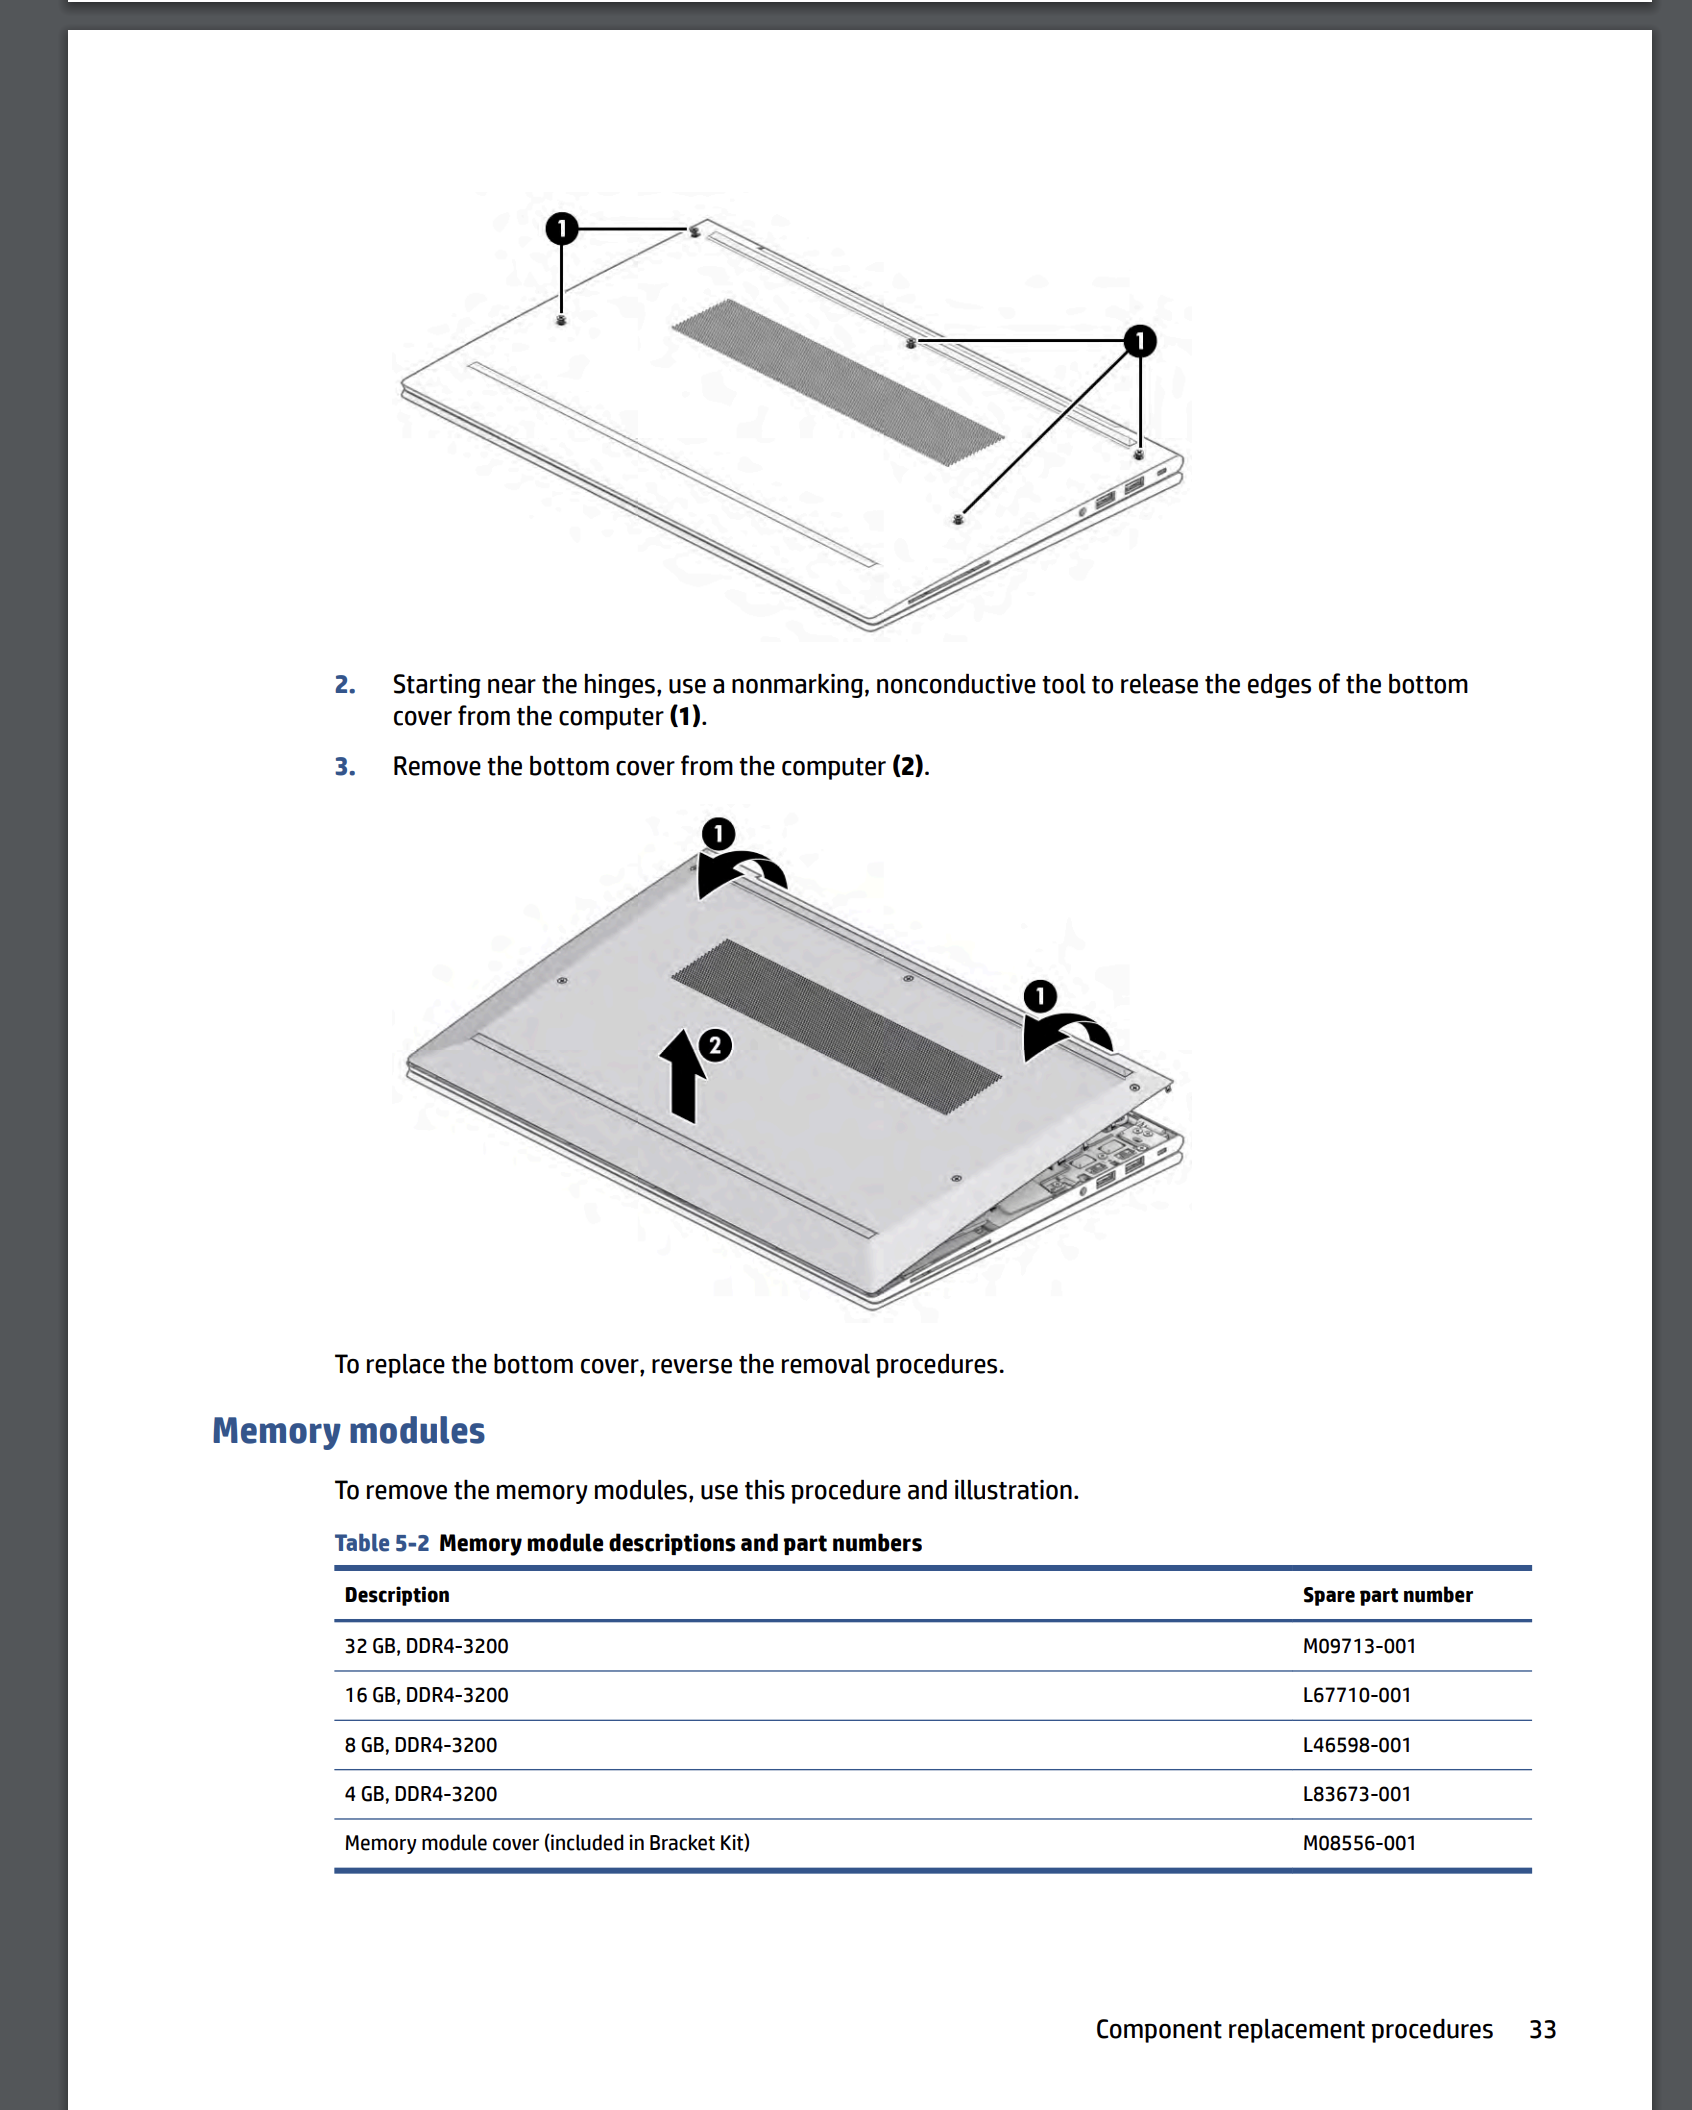 1
1
2. Starting near the hinges, use a nonmarking, nonconductive tool to release the edges of the bottom
cover from the computer (1).
3. Remove the bottom cover from the computer (2).
1
1
2
To replace the bottom cover, reverse the removal procedures.
Memory modules
To remove the memory modules, use this procedure and illustration.
Table 5-2 Memory module descriptions and part numbers
Description Spare part number
32 GB, DDR4-3200 M09713-001
16 GB, DDR4-3200 L67710-001
8 GB, DDR4-3200 L46598-001
4 GB, DDR4-3200 L83673-001
Memory module cover (included in Bracket Kit) M08556-001
Component replacement procedures 33